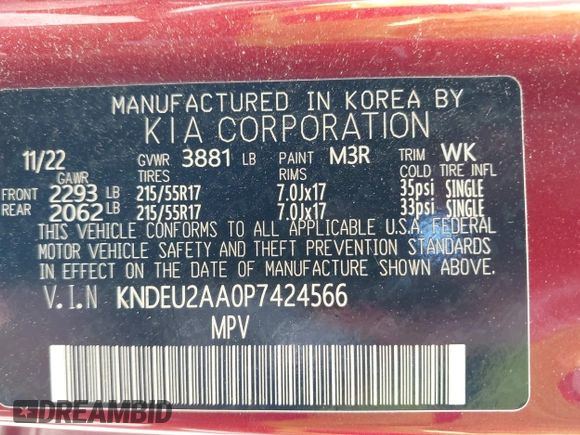 MANUFACTURED IN KOREA BY
KIA CORPORATION
11/22 GVWR 3881 LB PAINT M3R TRIM WK
GAWR TIRES RIMS COLD TIRE INFL
FRONT 2293 LB 215/55R17 7.0Jx17 35psi SINGLE
REAR 2062 LB 215/55R17 7.0Jx17 33psi SINGLE
THIS VEHICLE CONFORMS TO ALL APPLICABLE U.S.A. FEDERAL
MOTOR VEHICLE SAFETY AND THEFT PREVENTION STANDARDS
IN EFFECT ON THE DATE OF MANUFACTURE SHOWN ABOVE.
V.I.N KNDEU2AA0P7424566
MPV
DREAMBID